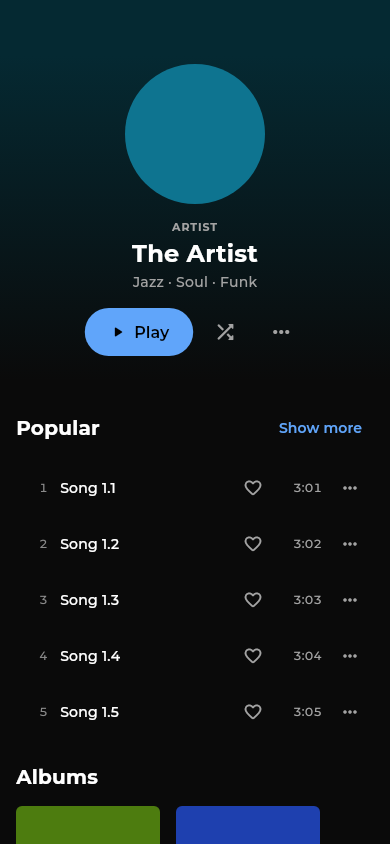 ARTIST
The Artist
Jazz · Soul · Funk
Play
Popular Show more
1 Song 1.1 3:01
2 Song 1.2 3:02
3 Song 1.3 3:03
4 Song 1.4 3:04
5 Song 1.5 3:05
Albums